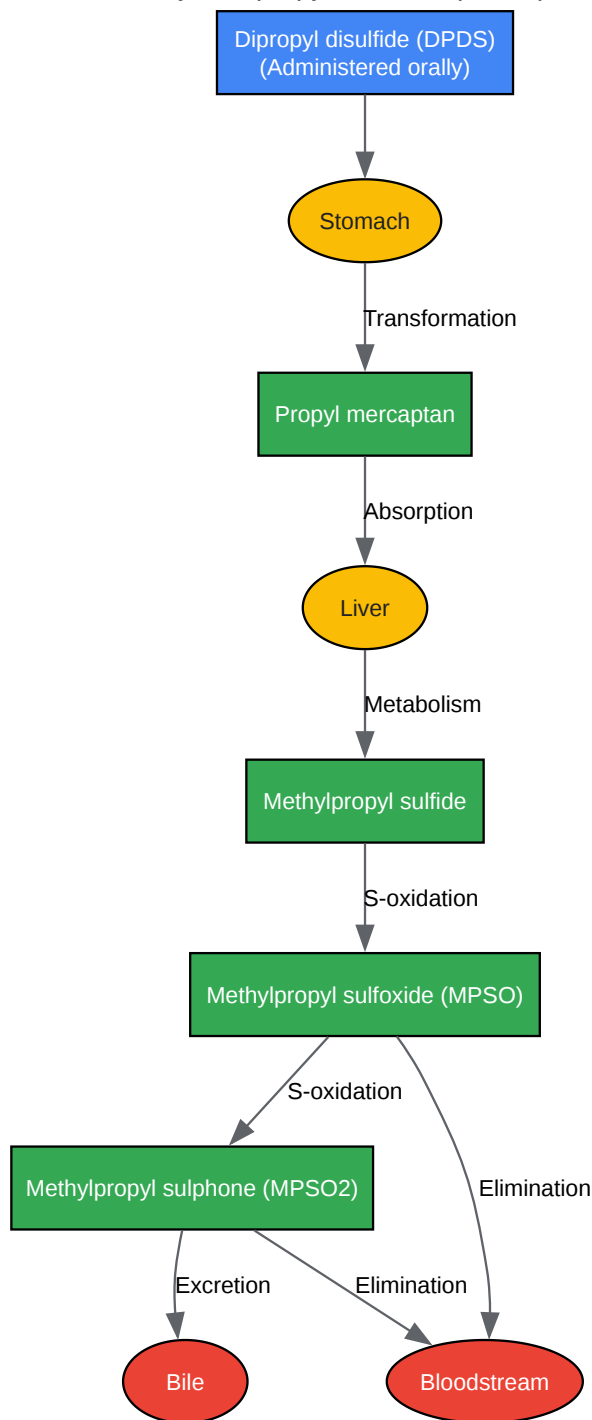 Dipropyl disulfide (DPDS)
(Administered orally)
Stomach
Transformation
Propyl mercaptan
Absorption
Liver
Metabolism
Methylpropyl sulfide
S-oxidation
Methylpropyl sulfoxide (MPSO)
S-oxidation
Methylpropyl sulphone (MPSO2)
Elimination
Excretion
Elimination
Bile
Bloodstream